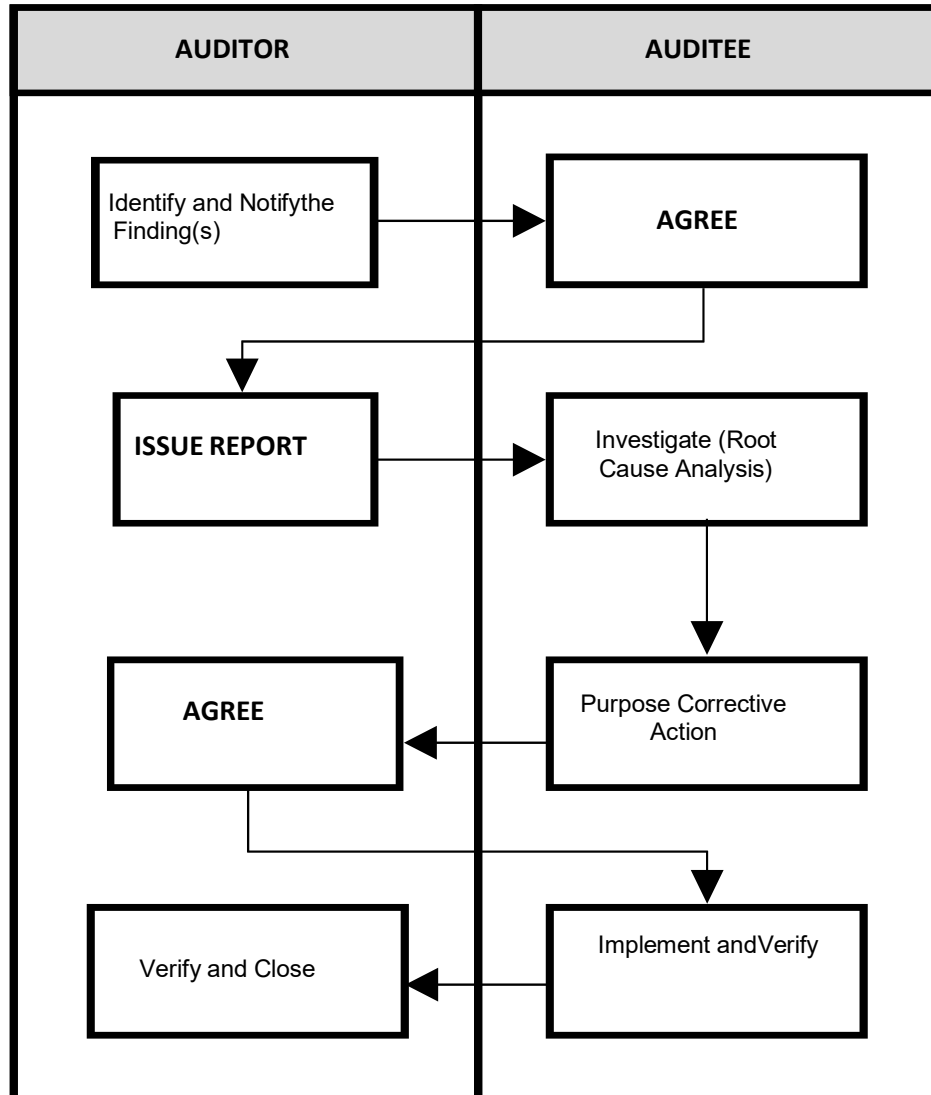 AUDITOR
AUDITEE
Identify and Notifythe
Finding(s)
AGREE
ISSUE REPORT
Investigate (Root
Cause Analysis)
AGREE
Purpose Corrective
Action
Verify and Close
Implement andVerify